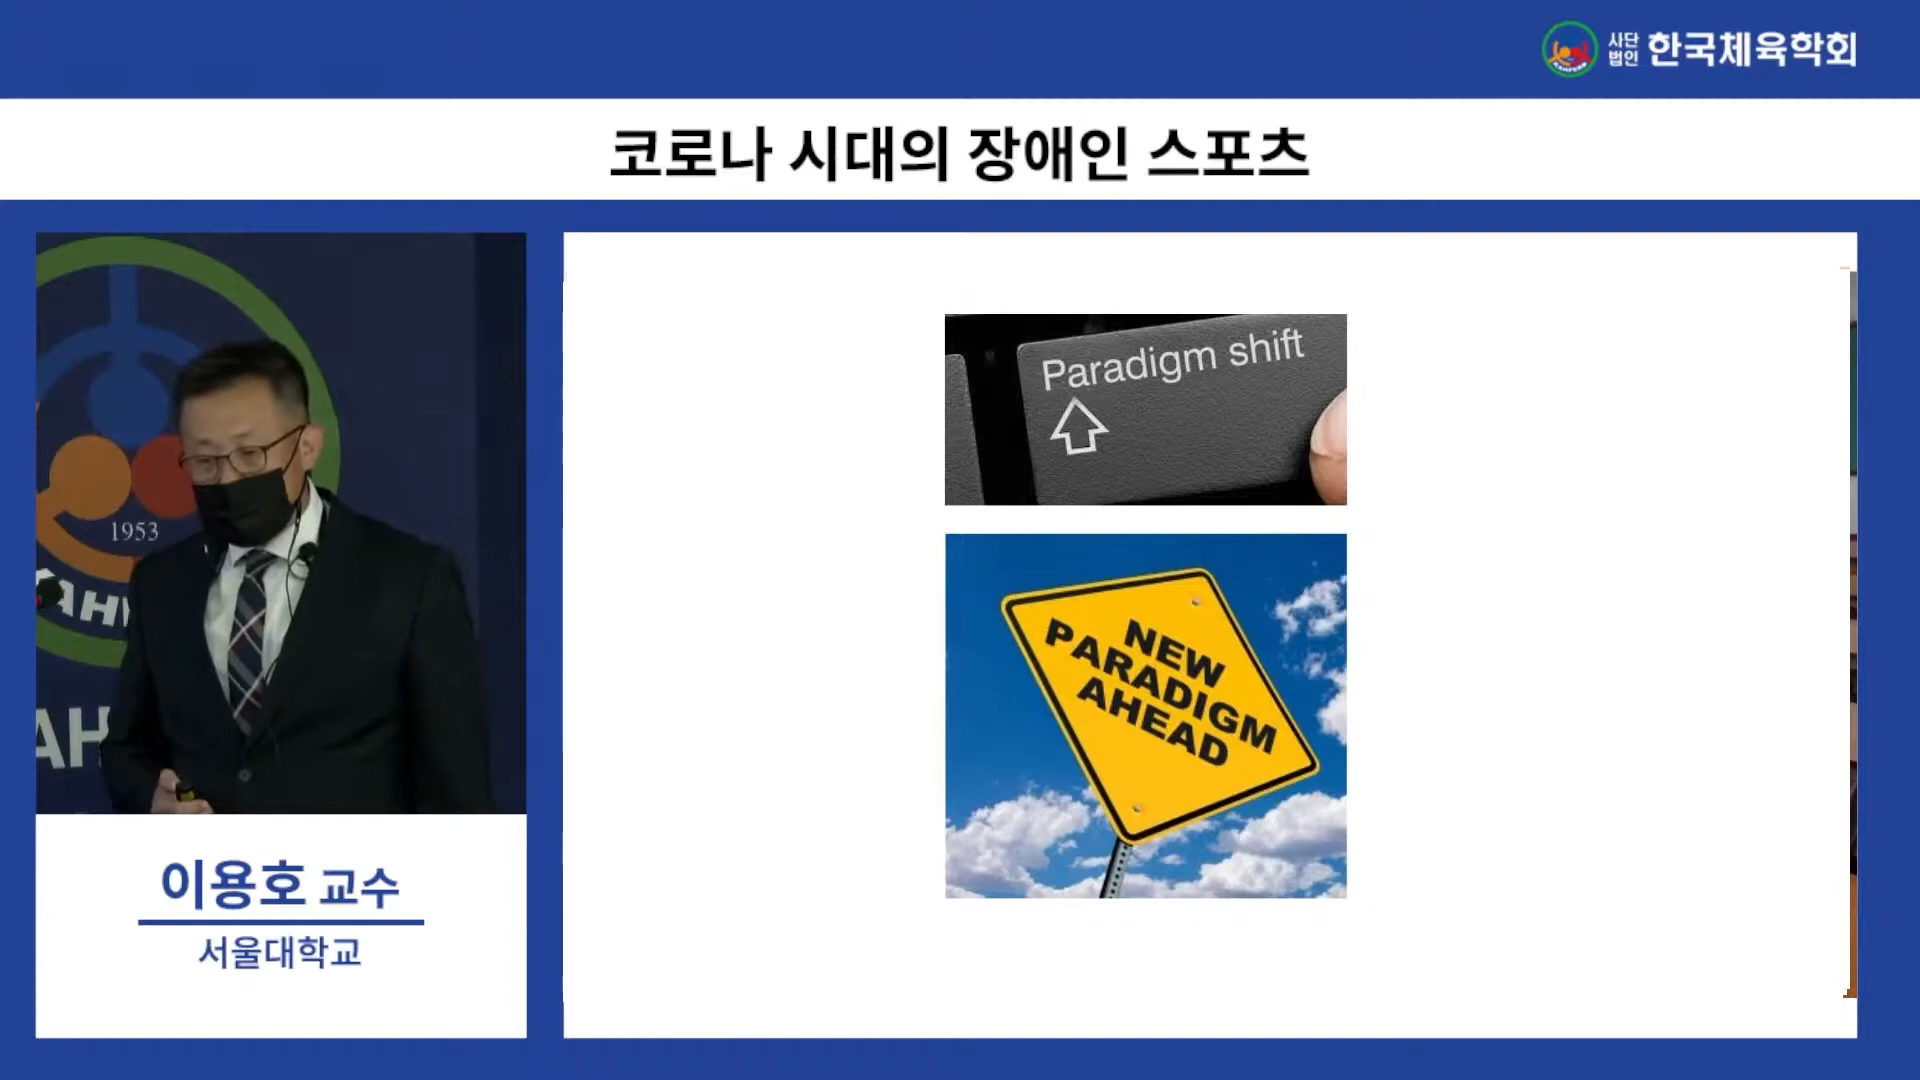 사단
법인
한국체육학회
코로나 시대의 장애인 스포츠
1953
이용호 교수
서울대학교
Paradigm shift
NEW
PARADIGM
AHEAD